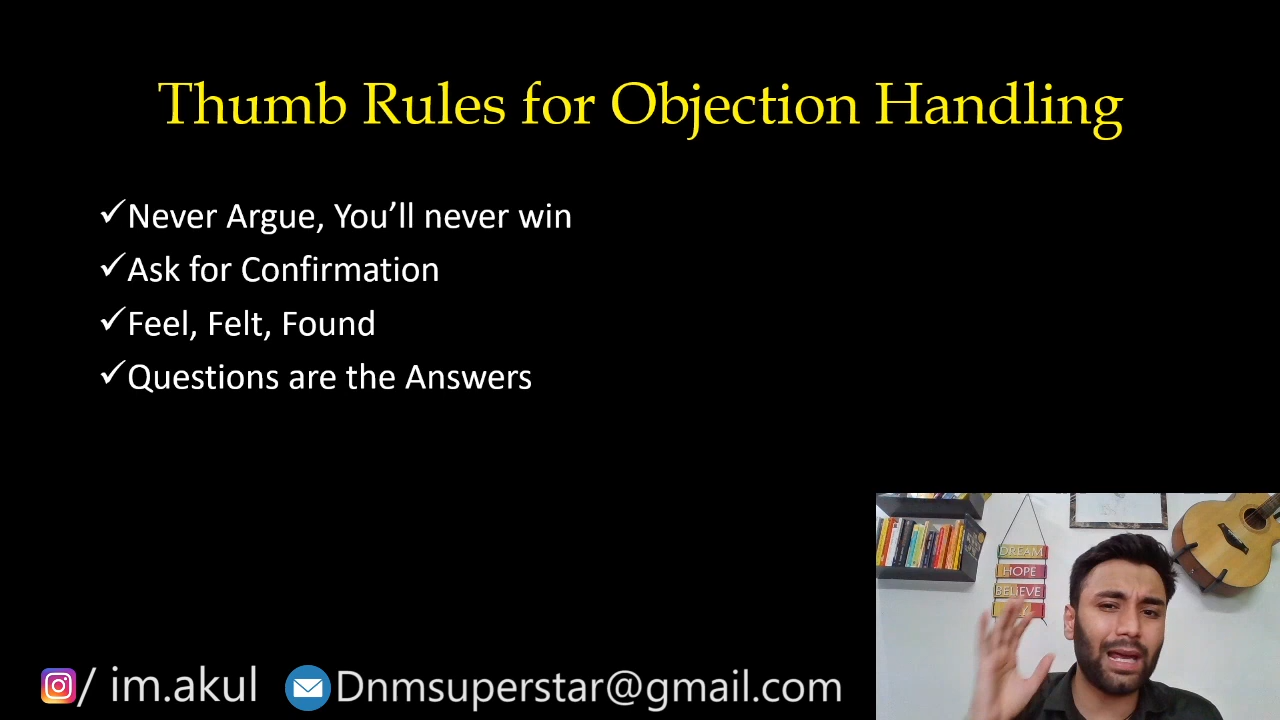 Thumb Rules for Objection Handling
✓Never Argue, You’ll never win
✓Ask for Confirmation
✓Feel, Felt, Found
✓Questions are the Answers
DREAM
HOPE
BELIEVE
/ im.akul
Dnmsuperstar@gmail.com